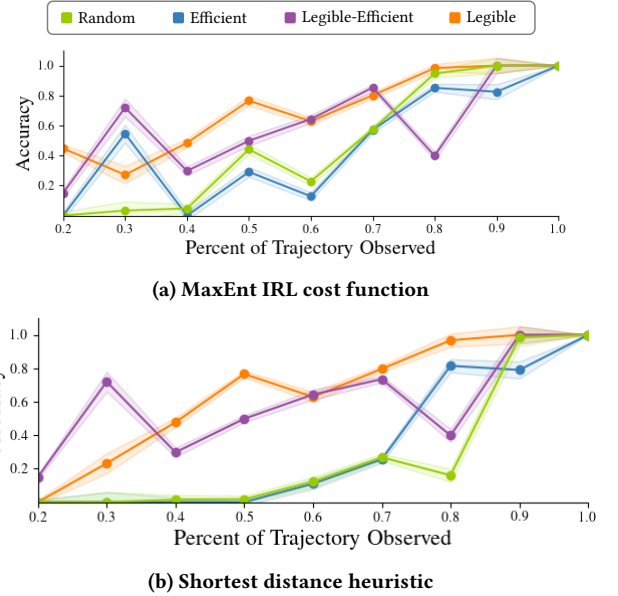 Random Efficient Legible-Efficient Legible
1.0
0.8
0.6
0.4
0.2
Accuracy
0.2 0.3 0.4 0.5 0.6 0.7 0.8 0.9 1.0
Percent of Trajectory Observed
(a) MaxEnt IRL cost function
1.0
0.8
0.6
0.4
0.2
0.2 0.3 0.4 0.5 0.6 0.7 0.8 0.9 1.0
Percent of Trajectory Observed
(b) Shortest distance heuristic